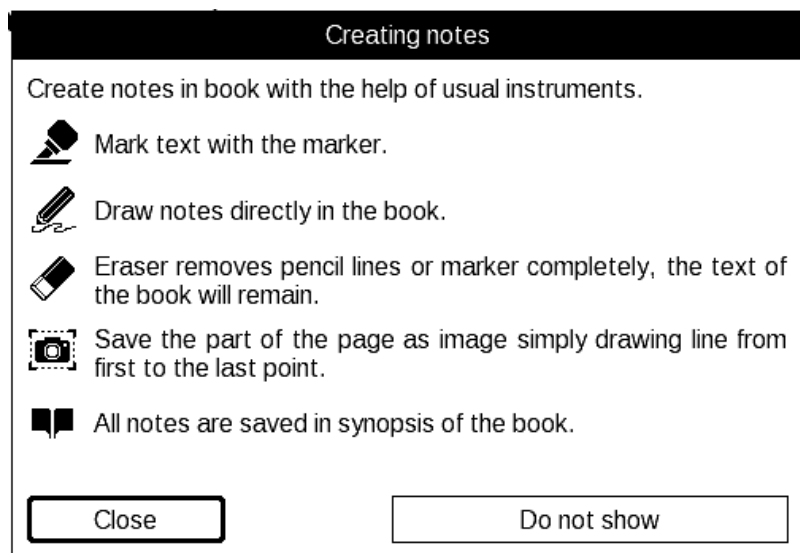 Creating notes
Create notes in book with the help of usual instruments.
Mark text with the marker.
Draw notes directly in the book.
Eraser removes pencil lines or marker completely, the text of
the book will remain.
Save the part of the page as image simply drawing line from
first to the last point.
All notes are saved in synopsis of the book.
Close
Do not show